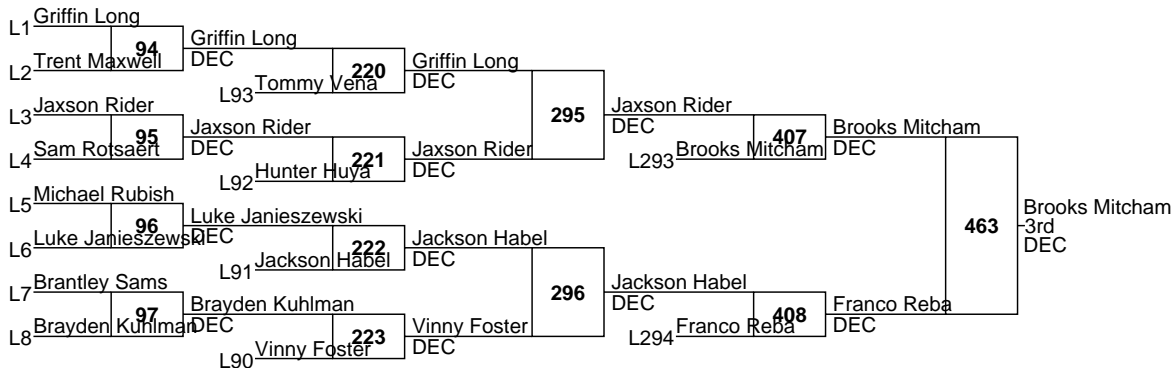 L1 Griffin Long
94
L2 Trent Maxwell
Griffin Long
DEC
220
L93 Tommy Vena
Griffin Long
DEC
L3 Jaxson Rider
95
L4 Sam Rotsaert
Jaxson Rider
DEC
221
L92 Hunter Huya
Jaxson Rider
DEC
295
Jaxson Rider
DEC
407
L293 Brooks Mitcham
Brooks Mitcham
DEC
L5 Michael Rubish
96
L6 Luke Janieszewski
Luke Janieszewski
DEC
222
L91 Jackson Habel
Jackson Habel
DEC
L7 Brantley Sams
97
L8 Brayden Kuhlman
Brayden Kuhlman
DEC
223
L90 Vinny Foster
Vinny Foster
DEC
296
Jackson Habel
DEC
408
L294 Franco Reba
Franco Reba
DEC
463
Brooks Mitcham
3rd
DEC